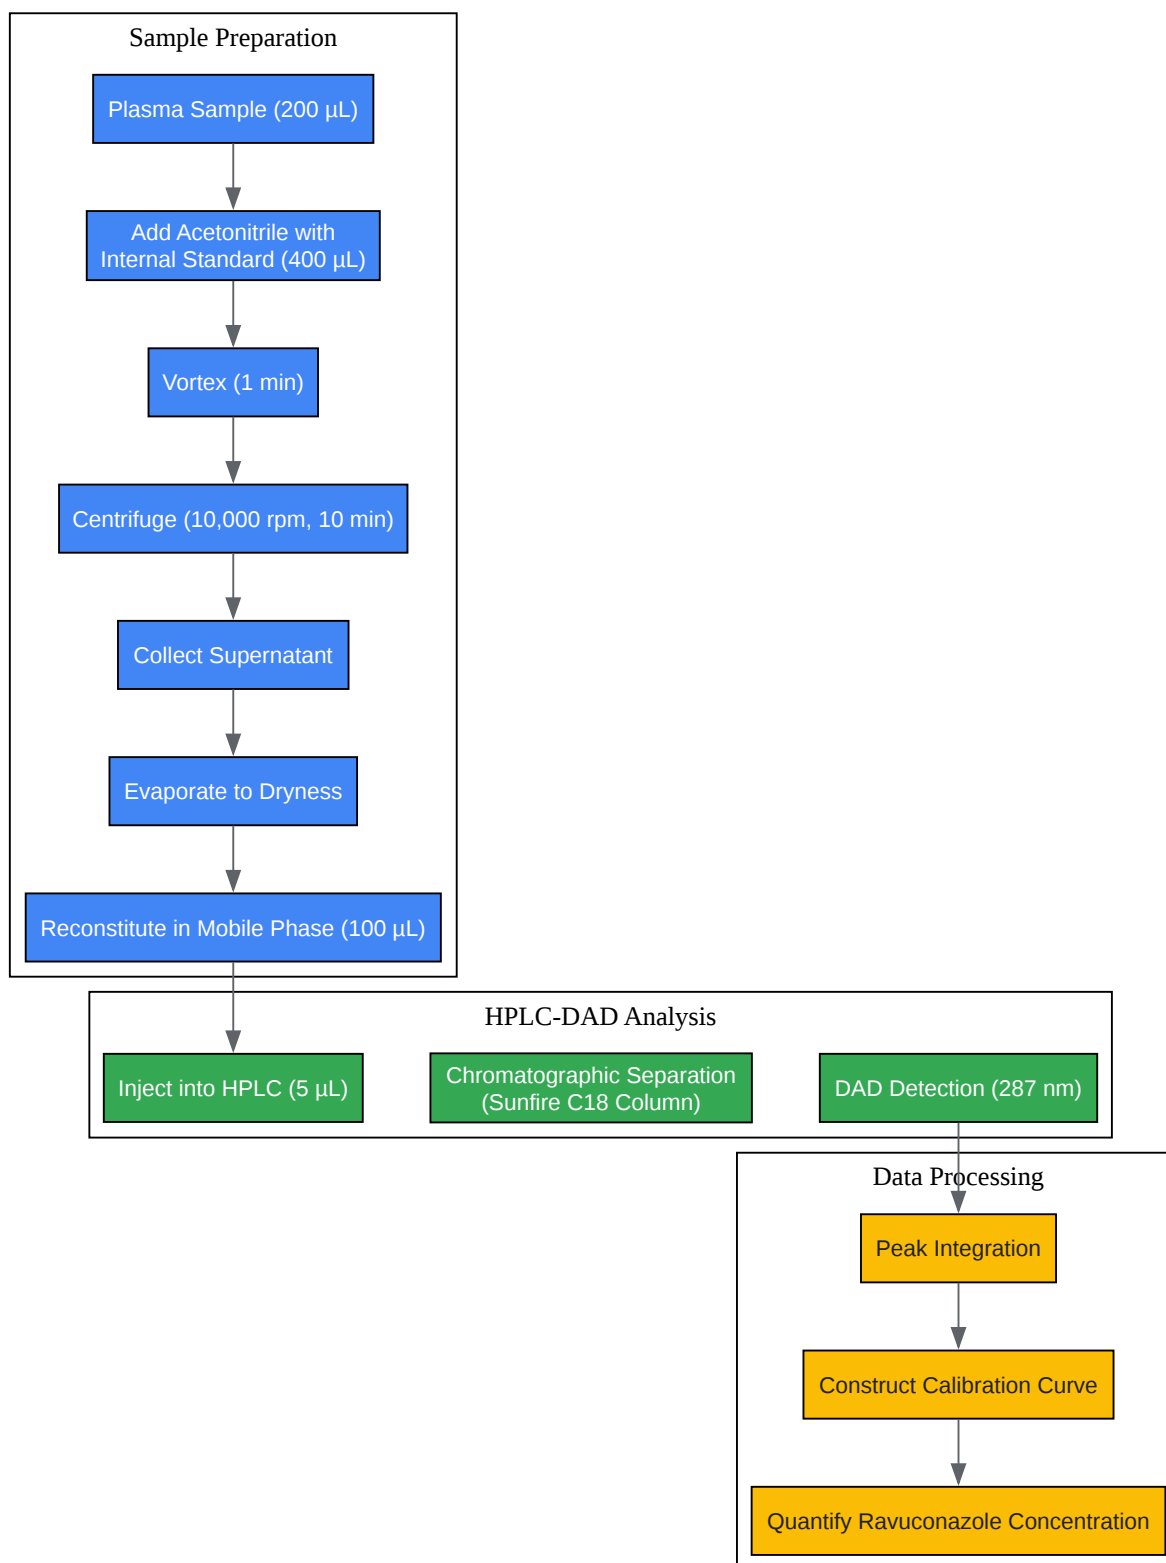 Sample Preparation
Plasma Sample (200 µL)
Add Acetonitrile with
Internal Standard (400 µL)
Vortex (1 min)
Centrifuge (10,000 rpm, 10 min)
Collect Supernatant
Evaporate to Dryness
Reconstitute in Mobile Phase (100 µL)
HPLC-DAD Analysis
Inject into HPLC (5 µL)
Chromatographic Separation
(Sunfire C18 Column)
DAD Detection (287 nm)
Data Processing
Peak Integration
Construct Calibration Curve
Quantify Ravuconazole Concentration